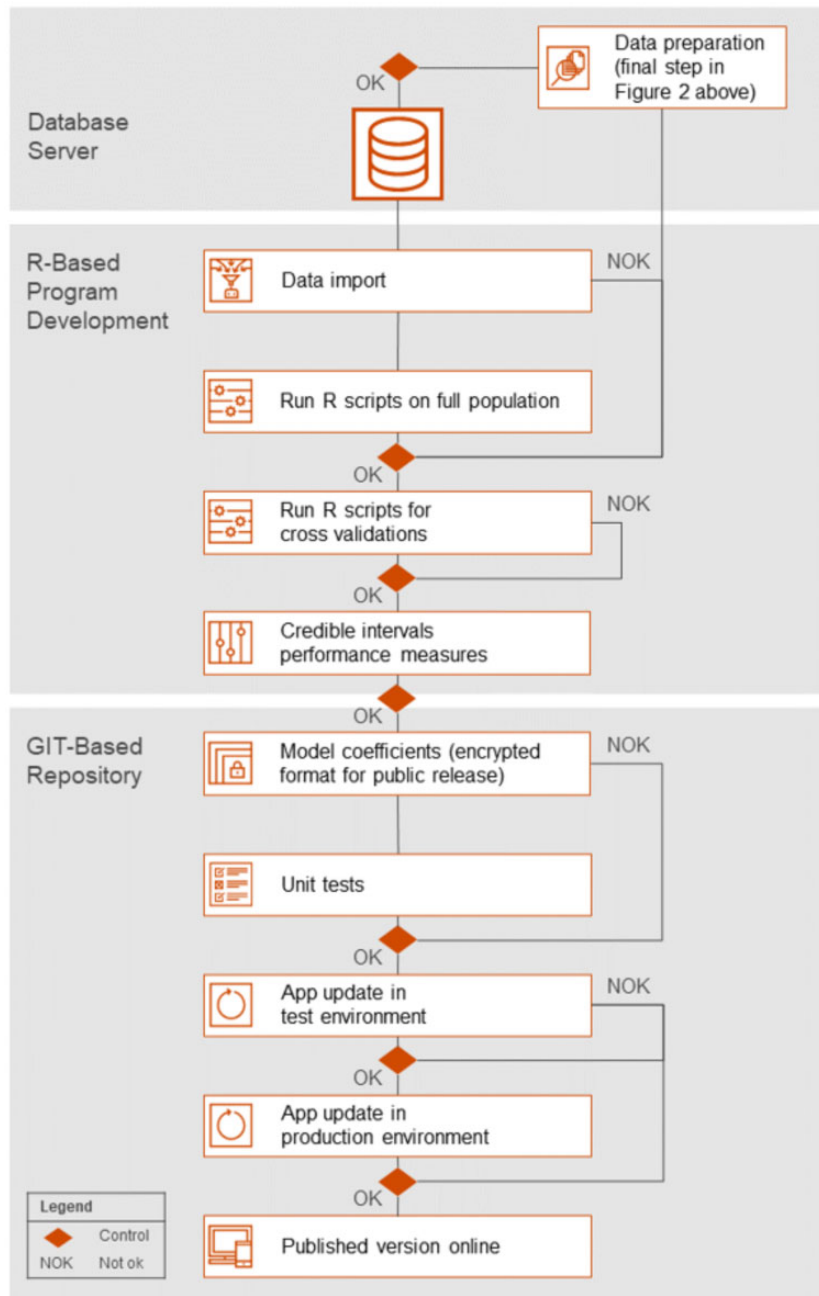 Data preparation
(final step in
Figure 2 above)
OK
Database
Server
R-Based
Program
Development
Data import
NOK
Run R scripts on full population
OK
Run R scripts for
cross validations
NOK
OK
Credible intervals
performance measures
OK
GIT-Based
Repository
Model coefficients (encrypted
format for public release)
NOK
Unit tests
OK
App update in
test environment
NOK
OK
App update in
production environment
OK
Published version online
Legend
Control
NOK Not ok